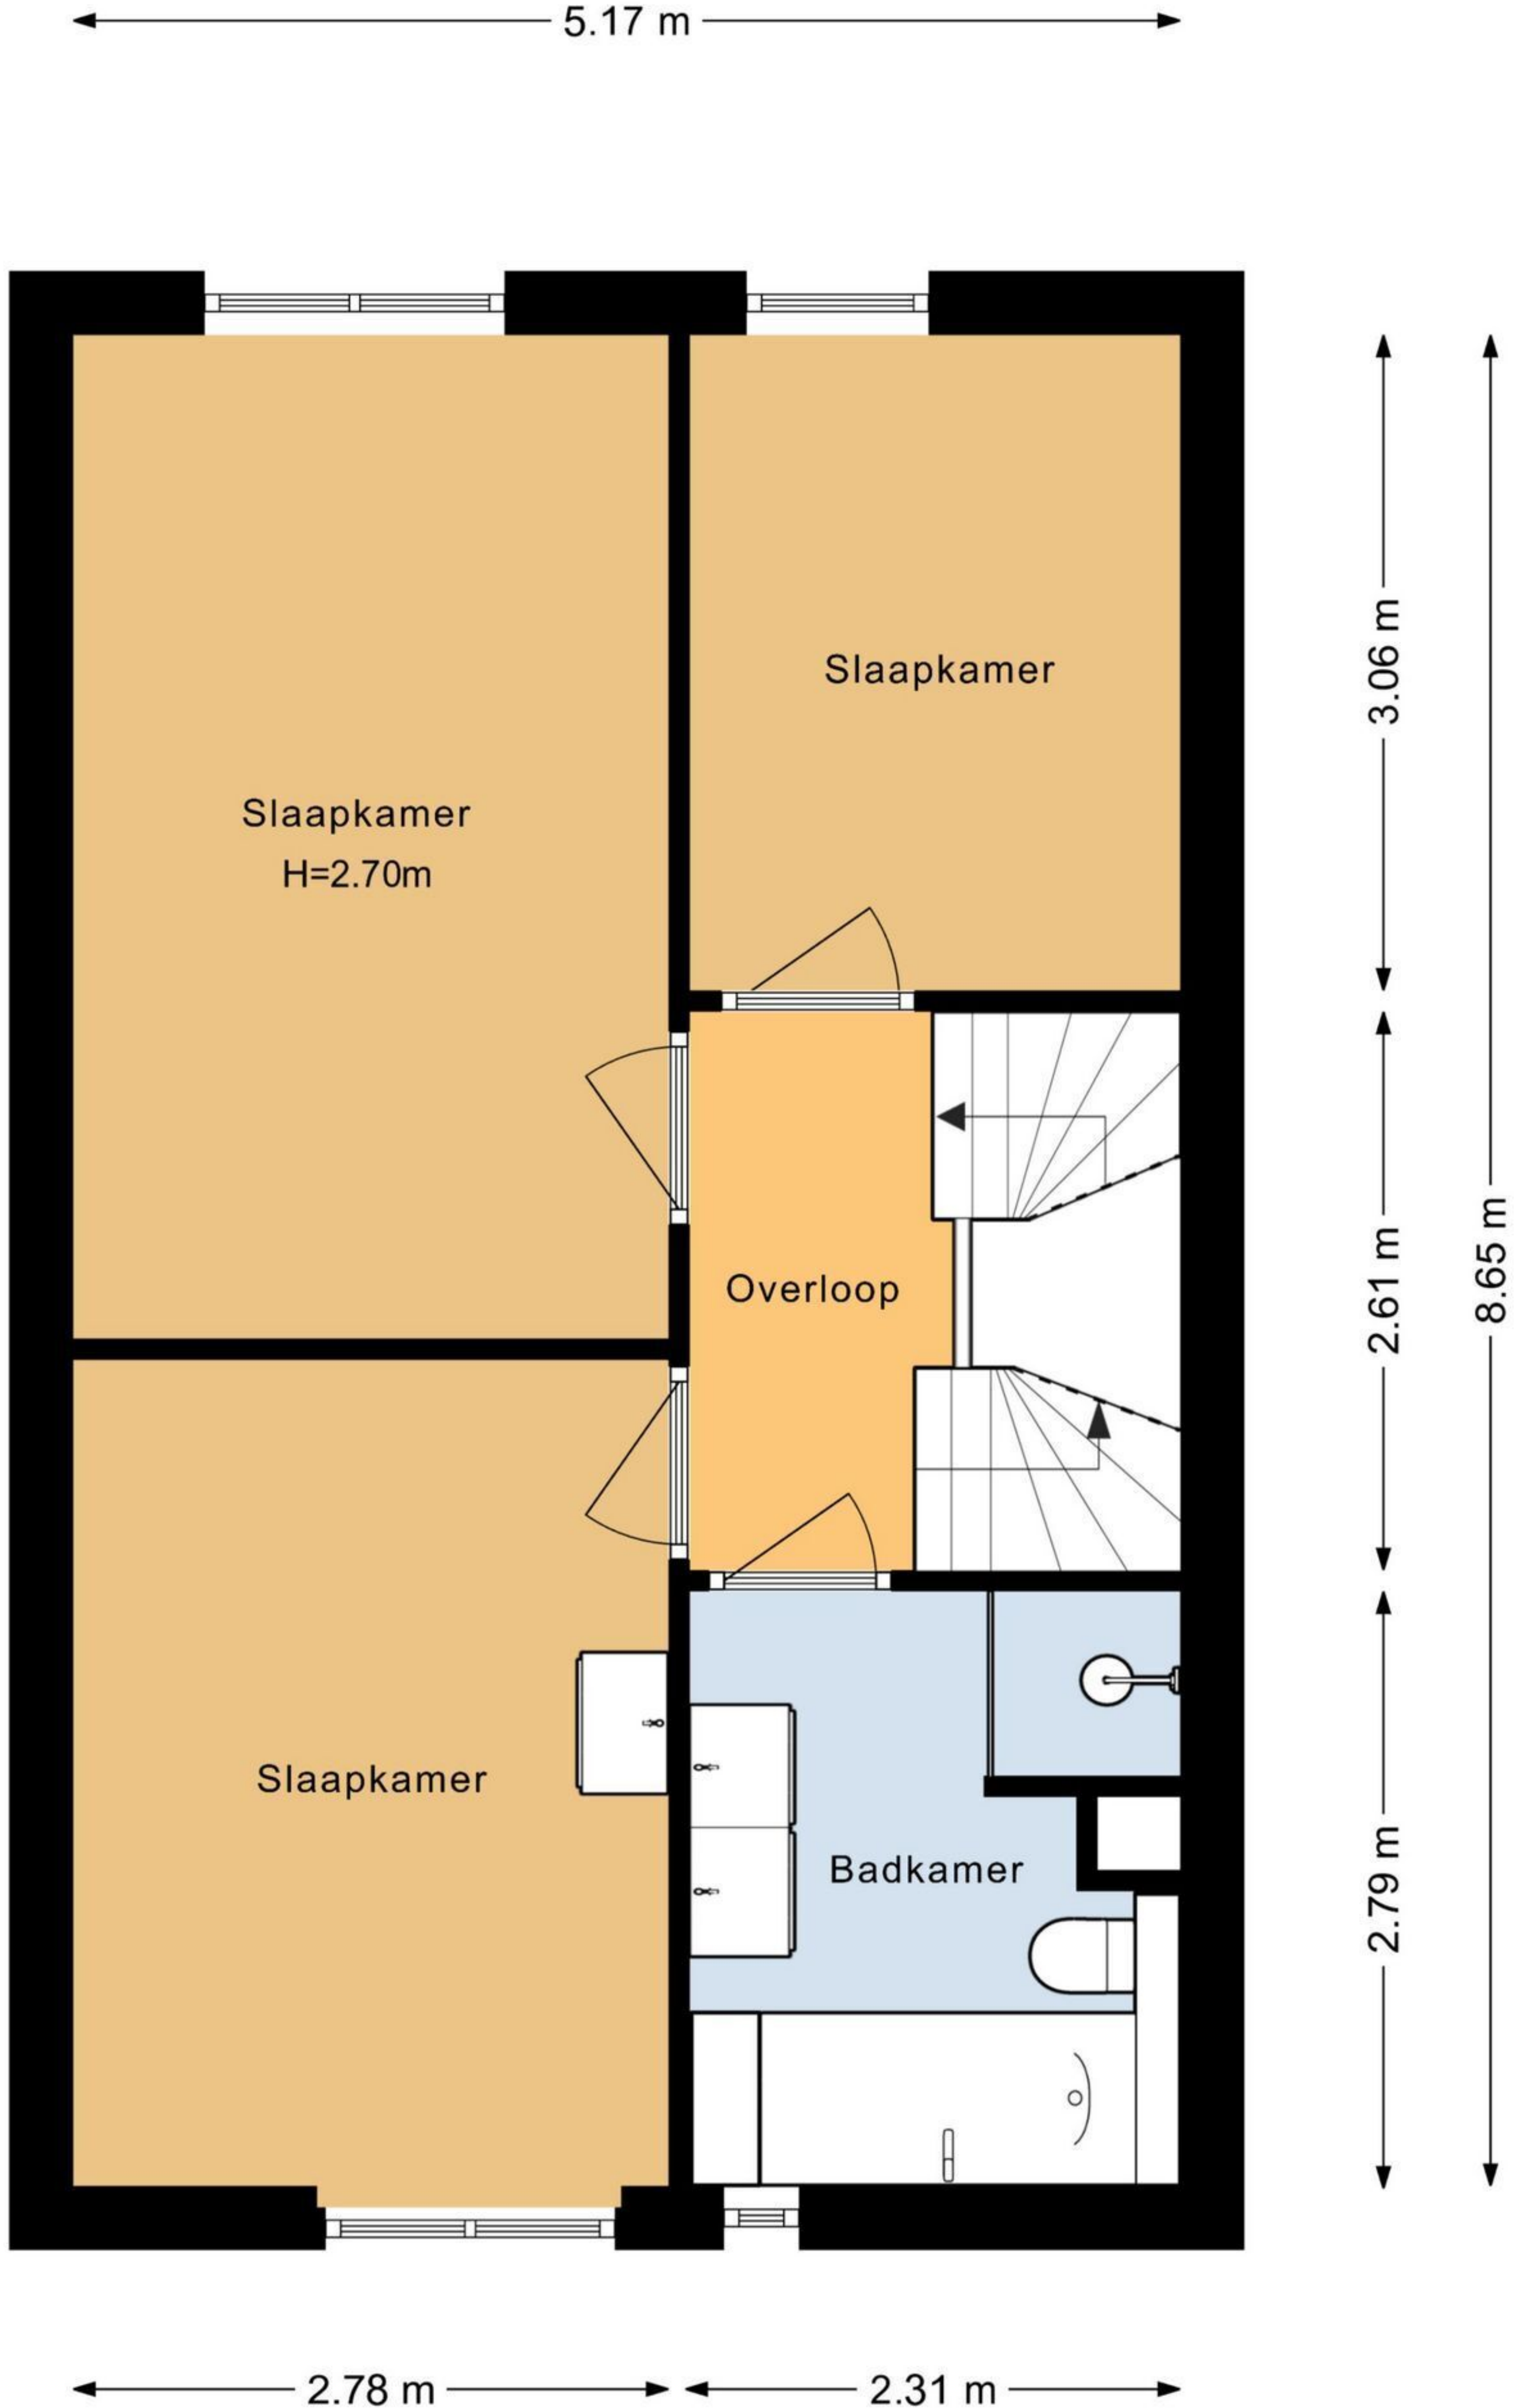 5.17 m
Slaapkamer
3.06 m
Slaapkamer
H=2.70m
Overloop
2.61 m
8.65 m
Slaapkamer
Badkamer
2.79 m
2.78 m
2.31 m